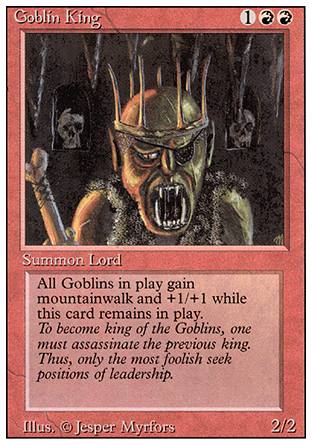 Goblin King 1
Summon Lord
All Goblins in play gain
mountainwalk and +1/+1 while
this card remains in play.
To become king of the Goblins, one
must assassinate the previous king.
Thus, only the most foolish seek
positions of leadership.
Illus. © Jesper Myrfors 2/2